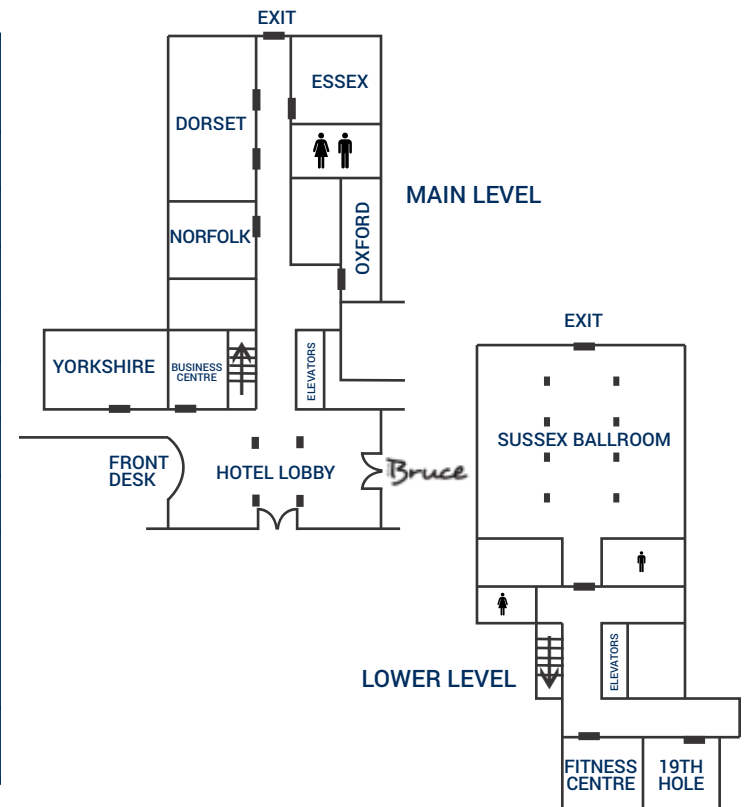 EXIT
ESSEX
DORSET
MAIN LEVEL
NORFOLK
OXFORD
YORKSHIRE
BUSINESS
CENTRE
ELEVATORS
FRONT
DESK
HOTEL LOBBY
Bruce
EXIT
SUSSEX BALLROOM
LOWER LEVEL
ELEVATORS
FITNESS
CENTRE
19TH
HOLE